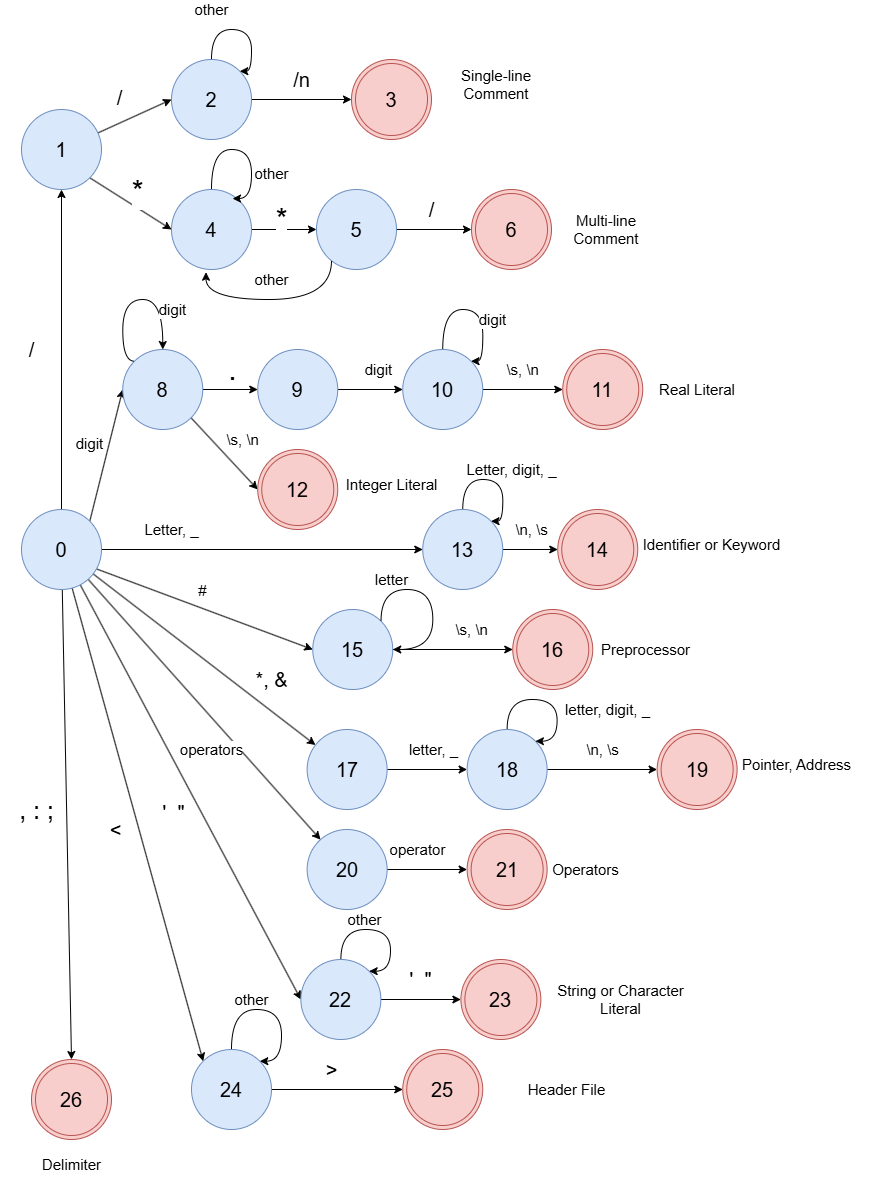 other
/
2
/n
3
Single-line
Comment
1
*
other
4
*
5
/
6
Multi-line
Comment
other
/
digit
8
.
9
digit
digit
10
\s, \n
11
Real Literal
digit
\s, \n
12
Integer Literal
0
Letter, _
Letter, digit, _
13
\n, \s
14
Identifier or Keyword
#
letter
15
\s, \n
16
Preprocessor
*, &
17
letter, _
letter, digit, _
18
\n, \s
19
Pointer, Address
operators
20
operator
21
Operators
, : ;
<
' "
other
22
' "
23
String or Character
Literal
other
24
>
25
Header File
26
Delimiter